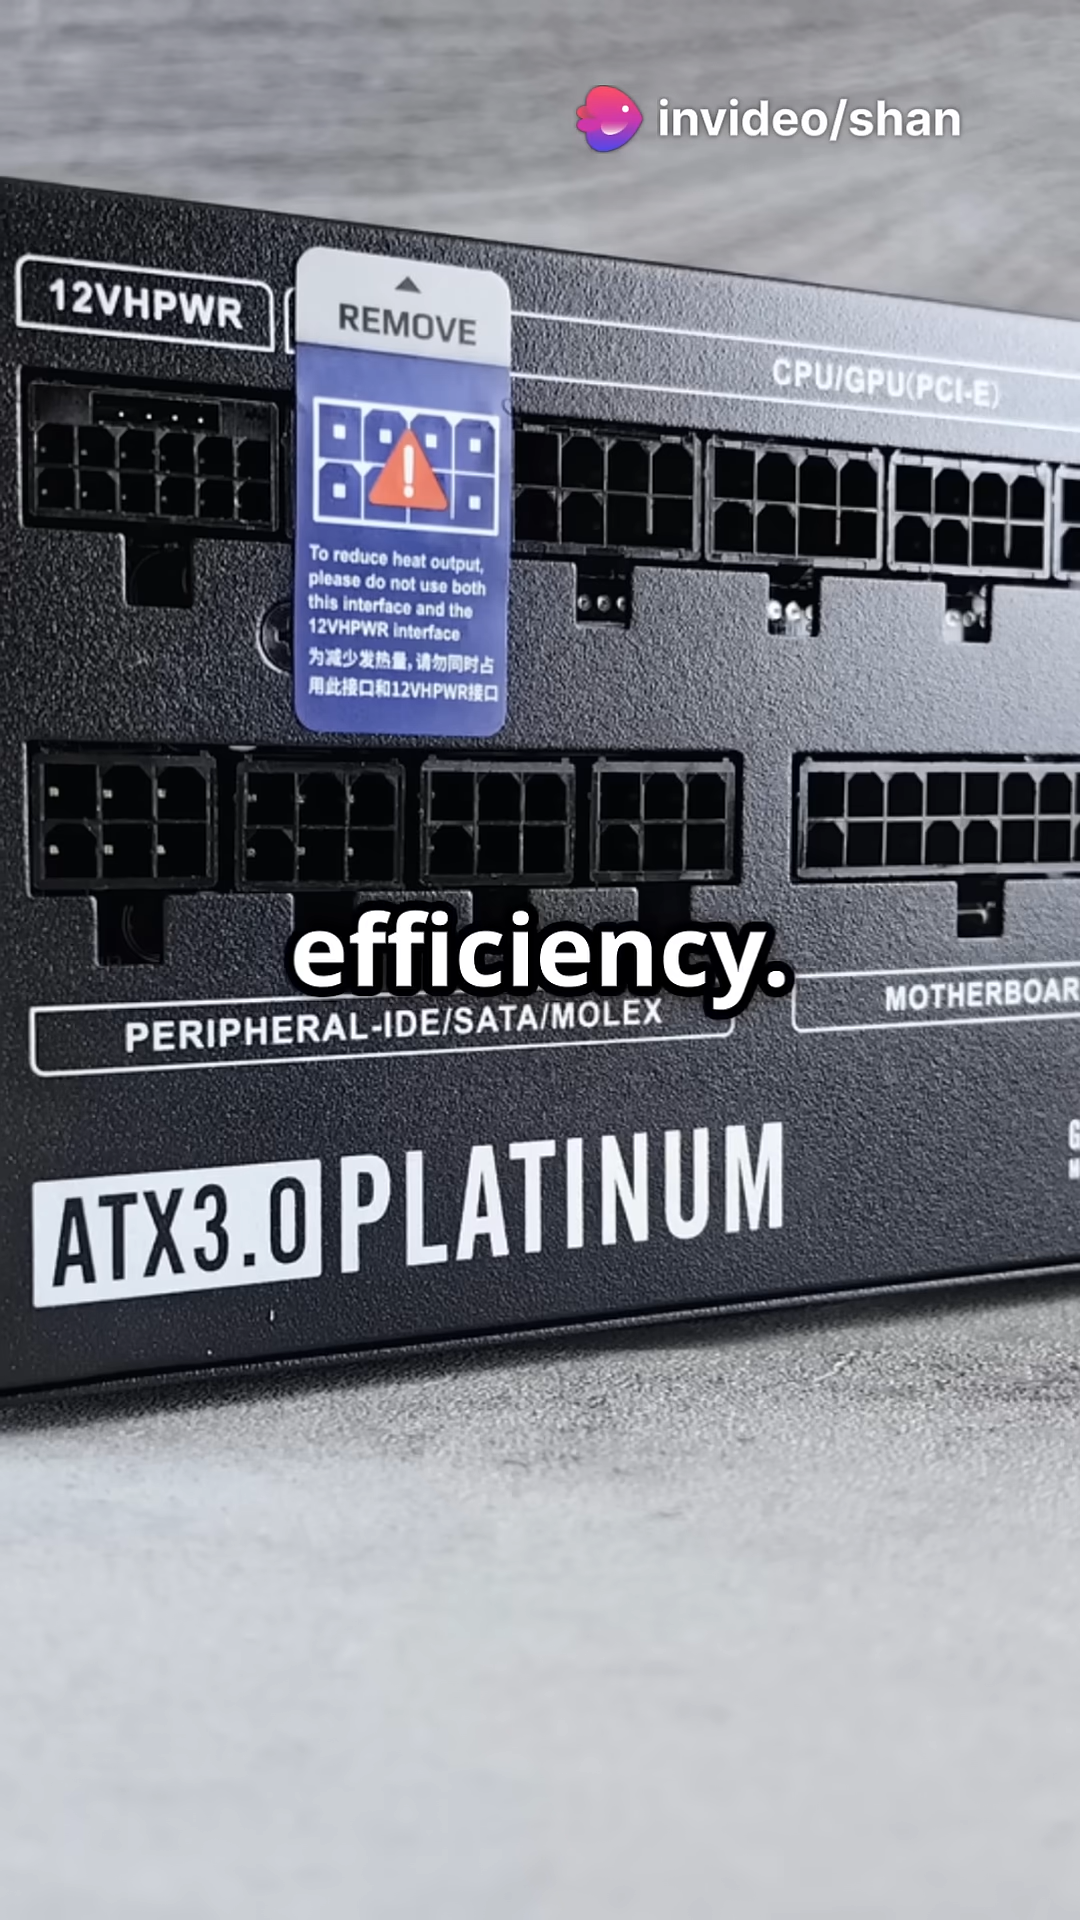 invideo/shan
12VHPWR
REMOVE
CPU/GPU(PCI-E)
To reduce heat output,
please do not use both
this interface and the
12VHPWR interface
为减少发热量,请勿同时占
用此接口和12VHPWR接口
efficiency.
PERIPHERAL-IDE/SATA/MOLEX
MOTHERBOAR
ATX3.0 PLATINUM